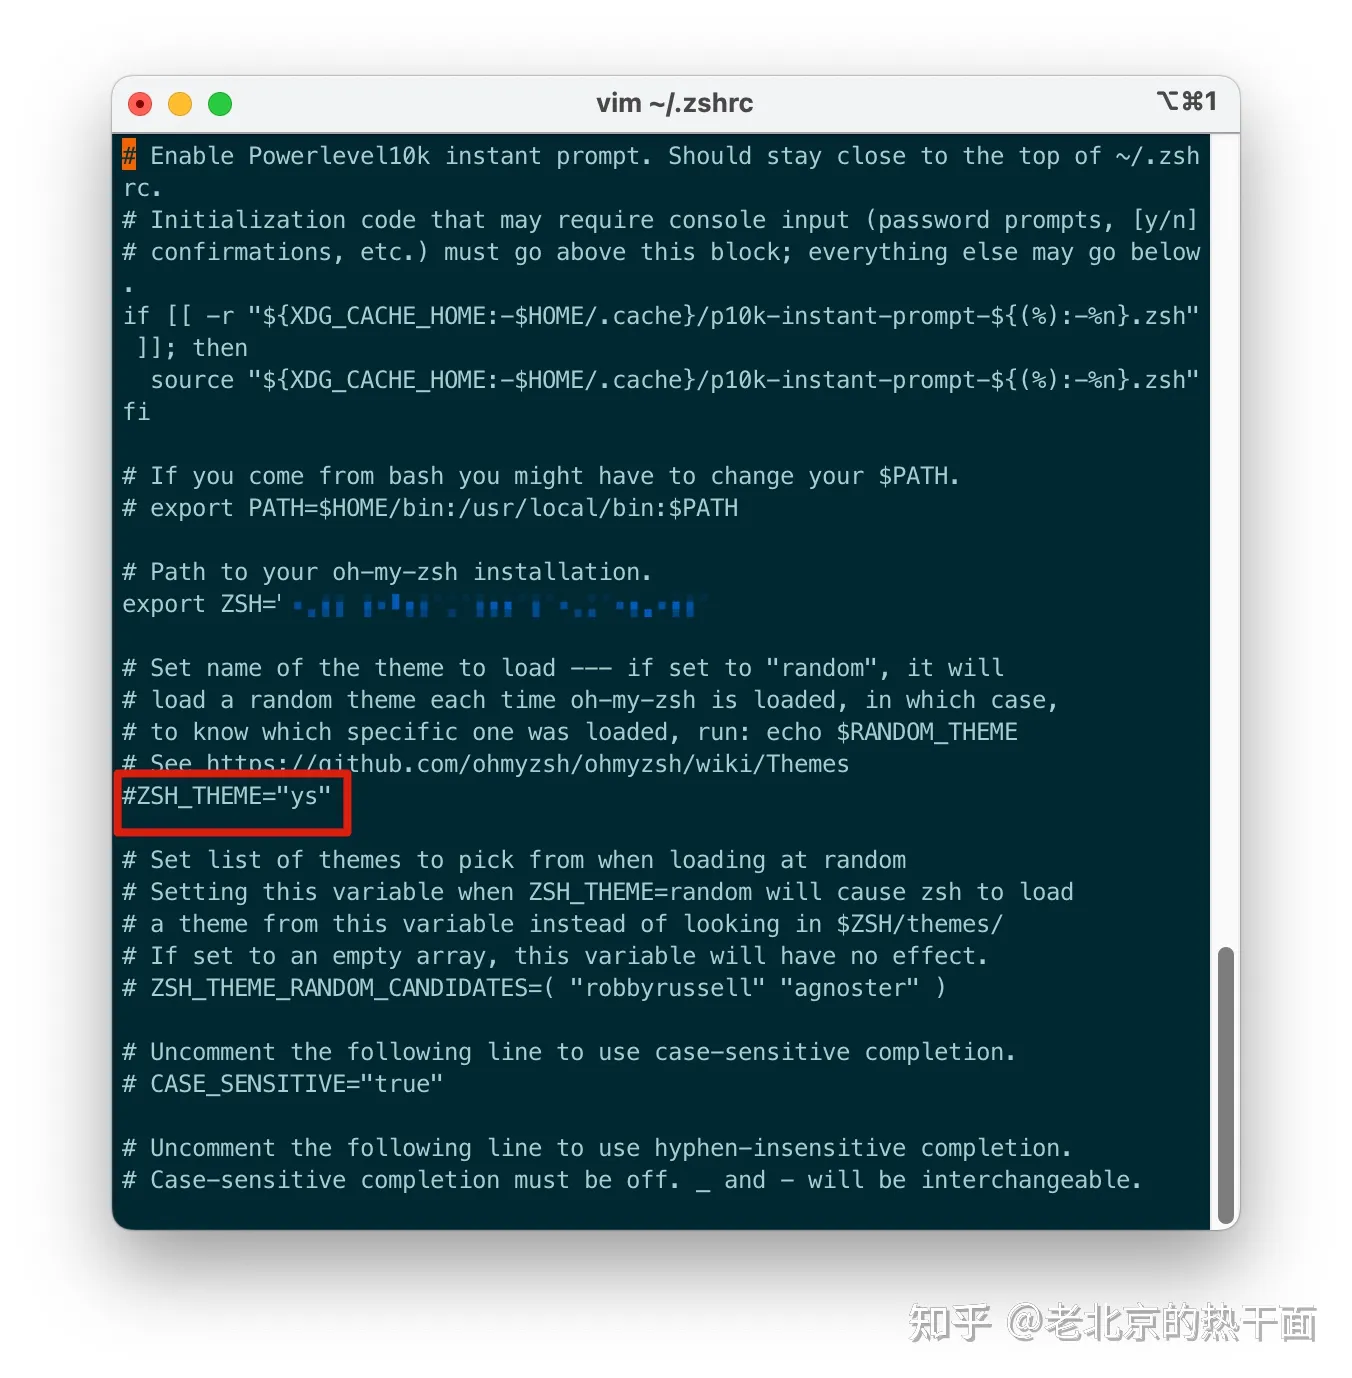 vim ~/.zshrc
⌥⌘1
# Enable Powerlevel10k instant prompt. Should stay close to the top of ~/.zsh
rc.
# Initialization code that may require console input (password prompts, [y/n]
# confirmations, etc.) must go above this block; everything else may go below
.
if [[ -r "${XDG_CACHE_HOME:-$HOME/.cache}/p10k-instant-prompt-${(%):-%n}.zsh"
 ]]; then
  source "${XDG_CACHE_HOME:-$HOME/.cache}/p10k-instant-prompt-${(%):-%n}.zsh"
fi
# If you come from bash you might have to change your $PATH.
# export PATH=$HOME/bin:/usr/local/bin:$PATH
# Path to your oh-my-zsh installation.
export ZSH='
# Set name of the theme to load --- if set to "random", it will
# load a random theme each time oh-my-zsh is loaded, in which case,
# to know which specific one was loaded, run: echo $RANDOM_THEME
# See https://github.com/ohmyzsh/ohmyzsh/wiki/Themes
#ZSH_THEME="ys"
# Set list of themes to pick from when loading at random
# Setting this variable when ZSH_THEME=random will cause zsh to load
# a theme from this variable instead of looking in $ZSH/themes/
# If set to an empty array, this variable will have no effect.
# ZSH_THEME_RANDOM_CANDIDATES=( "robbyrussell" "agnoster" )
# Uncomment the following line to use case-sensitive completion.
# CASE_SENSITIVE="true"
# Uncomment the following line to use hyphen-insensitive completion.
# Case-sensitive completion must be off. _ and - will be interchangeable.
知乎 @老北京的热干面